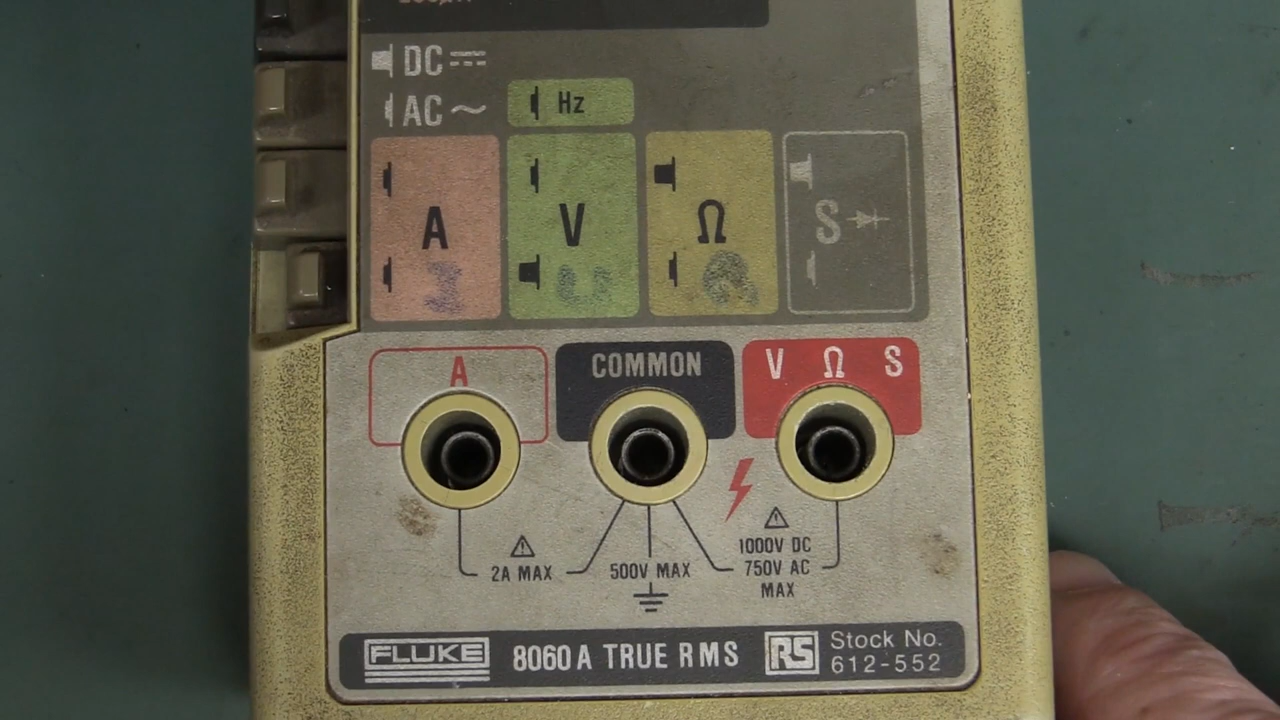 DC
AC
Hz
A V Ω S
I U
A COMMON V Ω S
2A MAX
500V MAX
1000V DC
750V AC
MAX
FLUKE 8060A TRUE RMS RS Stock No.
612-552